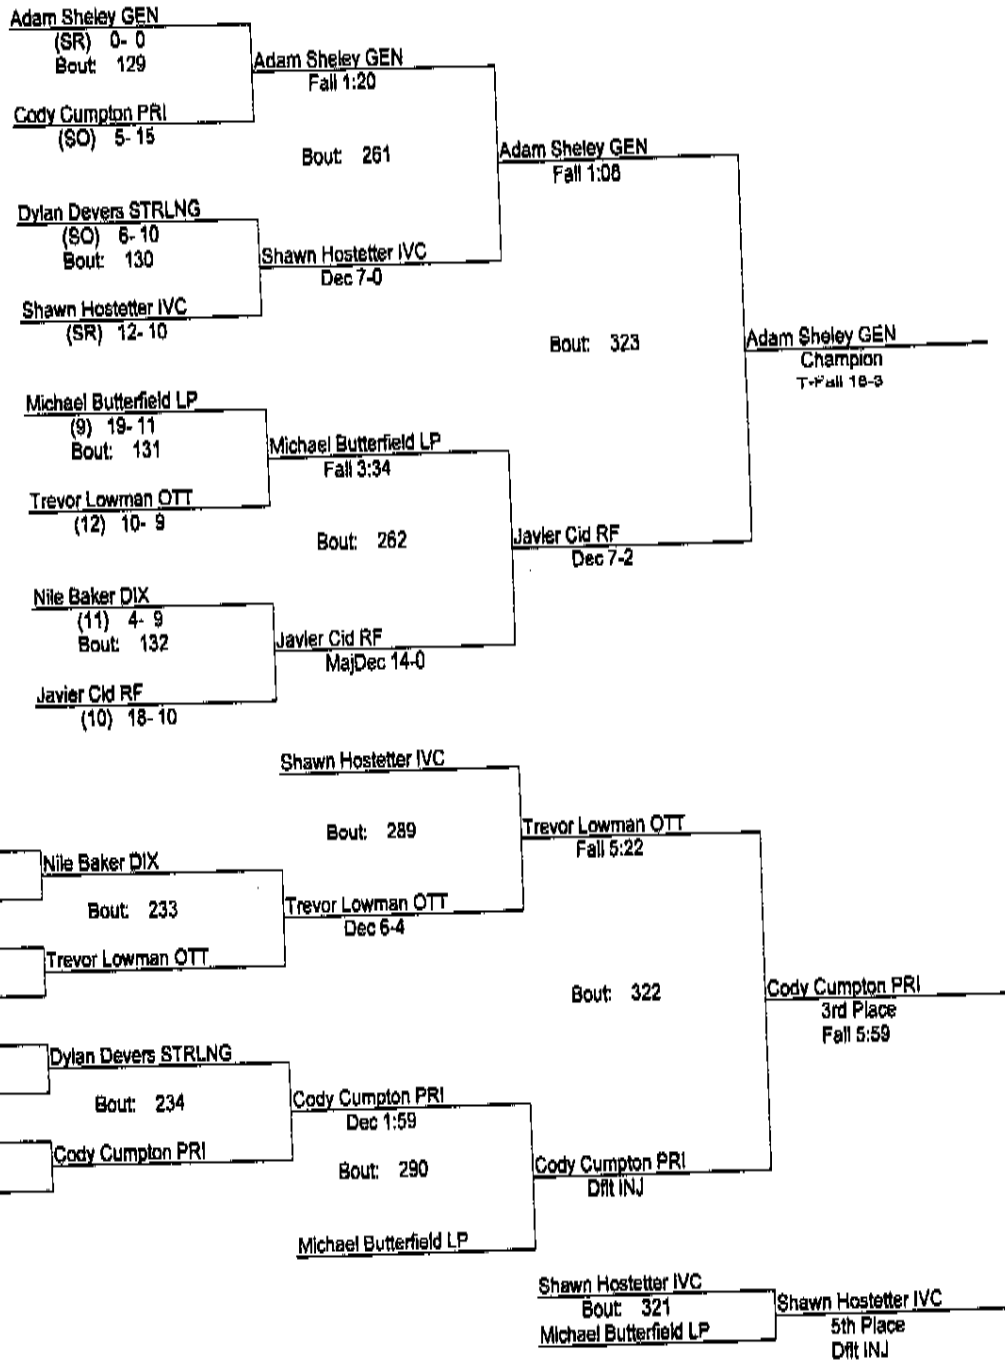 Adam Sheley GEN
(SR) 0- 0
Bout: 129
Cody Cumpton PRI
(SO) 5- 15
Adam Sheley GEN
Fall 1:20
Bout: 261
Dylan Devers STRLNG
(SO) 6- 10
Bout: 130
Shawn Hostetter IVC
(SR) 12- 10
Shawn Hostetter IVC
Dec 7-0
Adam Sheley GEN
Fall 1:08
Bout: 323
Michael Butterfield LP
(9) 19- 11
Bout: 131
Trevor Lowman OTT
(12) 10- 9
Michael Butterfield LP
Fall 3:34
Bout: 262
Nile Baker DIX
(11) 4- 9
Bout: 132
Javier Cid RF
(10) 18- 10
Javier Cid RF
MajDec 14-0
Javier Cid RF
Dec 7-2
Adam Sheley GEN
Champion
T-Fall 18-3
Shawn Hostetter IVC
Bout: 289
Nile Baker DIX
Bout: 233
Trevor Lowman OTT
Trevor Lowman OTT
Dec 6-4
Trevor Lowman OTT
Fall 5:22
Bout: 322
Dylan Devers STRLNG
Bout: 234
Cody Cumpton PRI
Cody Cumpton PRI
Dec 1:59
Bout: 290
Michael Butterfield LP
Cody Cumpton PRI
Dflt INJ
Cody Cumpton PRI
3rd Place
Fall 5:59
Shawn Hostetter IVC
Bout: 321
Michael Butterfield LP
Shawn Hostetter IVC
5th Place
Dflt INJ